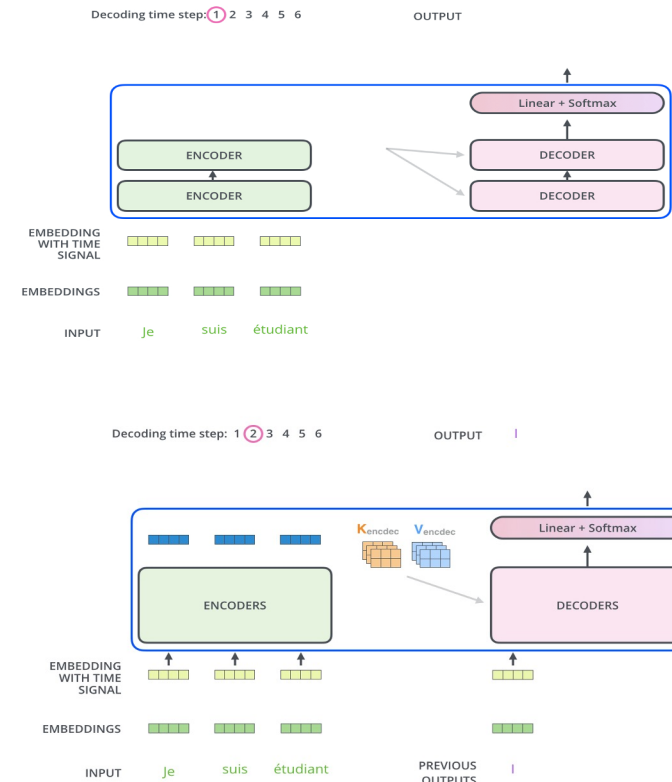 Decoding time step: 1 2 3 4 5 6 OUTPUT
Linear + Softmax
ENCODER DECODER
ENCODER DECODER
EMBEDDING
WITH TIME
SIGNAL
EMBEDDINGS
INPUT Je suis étudiant
Decoding time step: 1 2 3 4 5 6 OUTPUT I
Kencdec Vencdec Linear + Softmax
ENCODERS DECODERS
EMBEDDING
WITH TIME
SIGNAL
EMBEDDINGS
INPUT Je suis étudiant PREVIOUS I
OUTPUTS